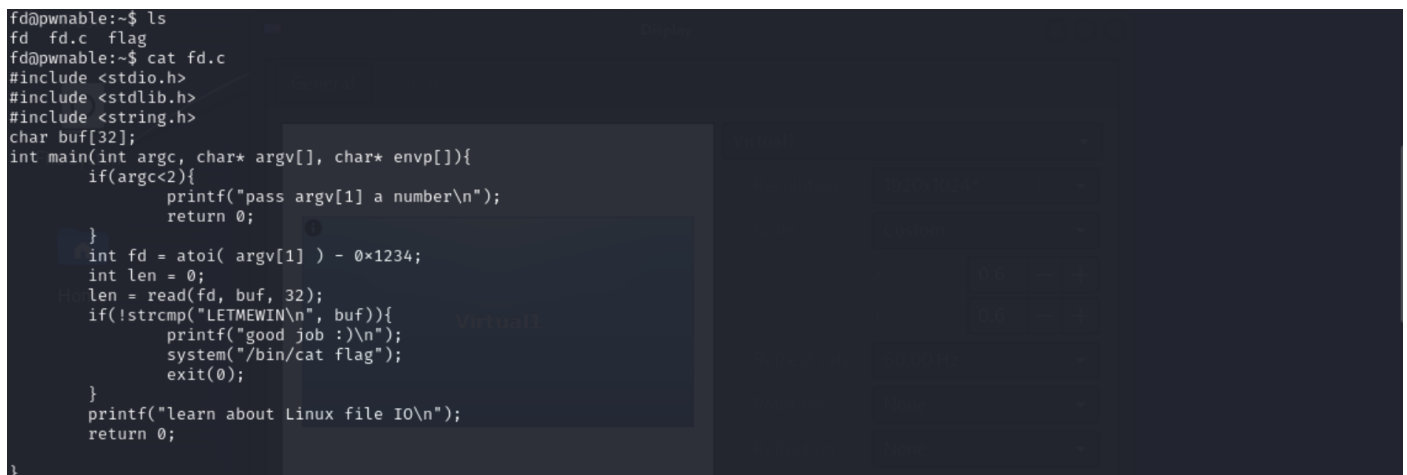 fd@pwnable:~$ ls
fd  fd.c  flag
fd@pwnable:~$ cat fd.c
#include <stdio.h>
#include <stdlib.h>
#include <string.h>
char buf[32];
int main(int argc, char* argv[], char* envp[]){
        if(argc<2){
                printf("pass argv[1] a number\n");
                return 0;
        }
        int fd = atoi( argv[1] ) - 0×1234;
        int len = 0;
        len = read(fd, buf, 32);
        if(!strcmp("LETMEWIN\n", buf)){
                printf("good job :)\n");
                system("/bin/cat flag");
                exit(0);
        }
        printf("learn about Linux file IO\n");
        return 0;

}
Virtual1